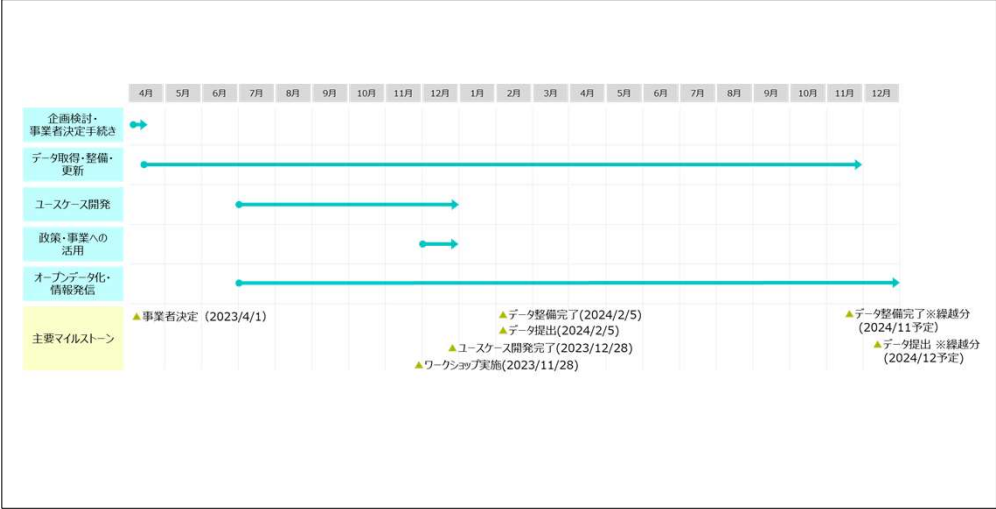 4月 5月 6月 7月 8月 9月 10月 11月 12月 1月 2月 3月 4月 5月 6月 7月 8月 9月 10月 11月 12月
企画検討・
事業者決定手続き
データ取得・整備・
更新
ユースケース開発
政策・事業への
活用
オープンデータ化・
情報発信
主要マイルストーン
▲事業者決定（2023/4/1）
▲データ整備完了(2024/2/5)
▲データ提出(2024/2/5)
▲ユースケース開発完了(2023/12/28)
▲ワークショップ実施(2023/11/28)
▲データ整備完了※繰越分
(2024/11予定)
▲データ提出 ※繰越分
(2024/12予定)